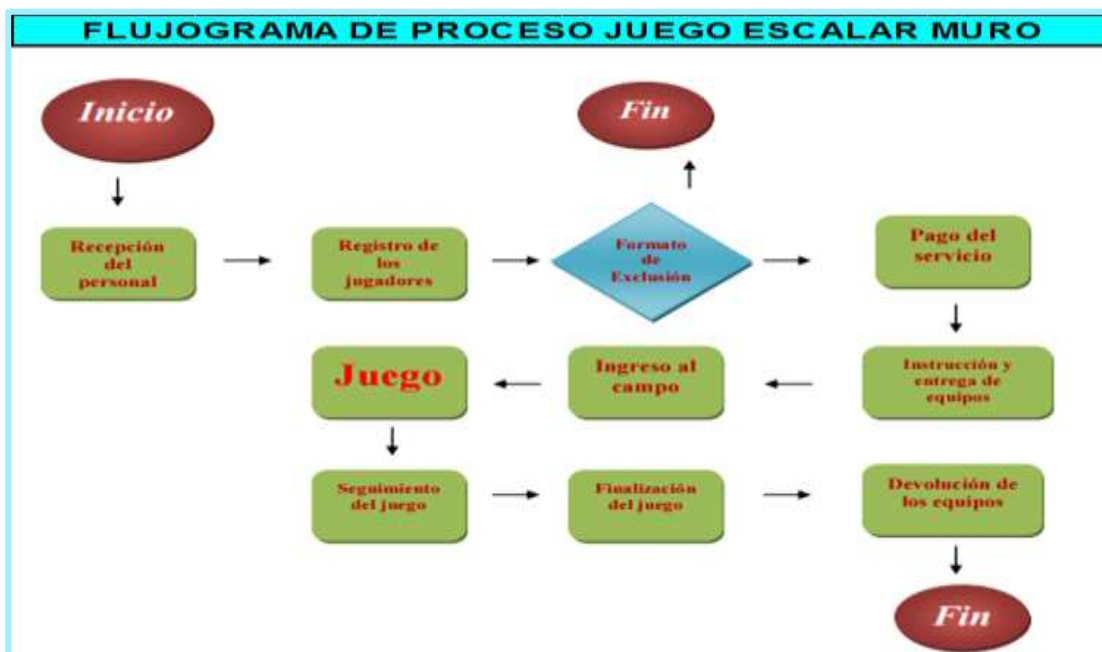 FLUJOGRAMA DE PROCESO JUEGO ESCALAR MURO
Inicio
Fin
Recepción
del
personal
Registro de
los
jugadores
Formato
de
Exclusión
Pago del
servicio
Juego
Ingreso al
campo
Instrucción y
entrega de
equipos
Seguimiento
del juego
Finalización
del juego
Devolución de
los equipos
Fin